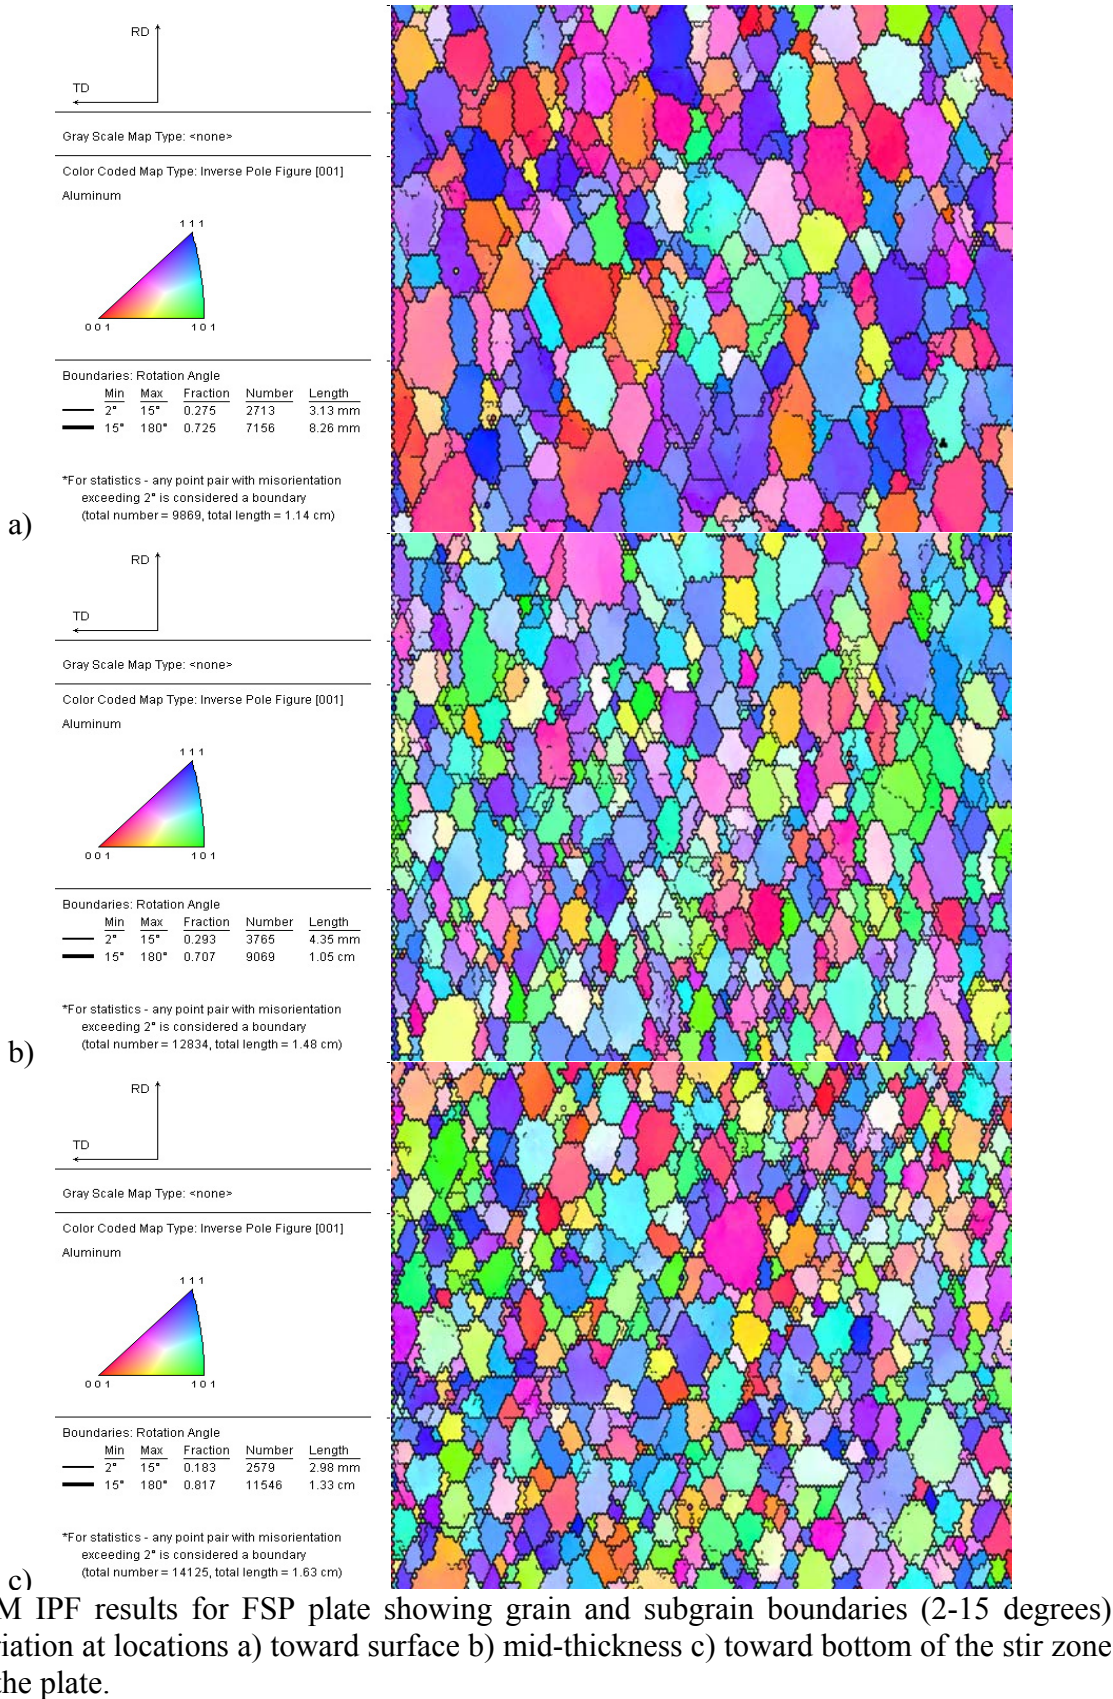 RD
TD
Gray Scale Map Type: <none>
Color Coded Map Type: Inverse Pole Figure [001]
Aluminum
1 1 1
0 0 1 1 0 1
Boundaries: Rotation Angle
Min Max Fraction Number Length
2° 15° 0.275 2713 3.13 mm
15° 180° 0.725 7156 8.26 mm
*For statistics - any point pair with misorientation
exceeding 2° is considered a boundary
(total number = 9869, total length = 1.14 cm)
a)
RD
TD
Gray Scale Map Type: <none>
Color Coded Map Type: Inverse Pole Figure [001]
Aluminum
1 1 1
0 0 1 1 0 1
Boundaries: Rotation Angle
Min Max Fraction Number Length
2° 15° 0.293 3765 4.35 mm
15° 180° 0.707 9069 1.05 cm
*For statistics - any point pair with misorientation
exceeding 2° is considered a boundary
(total number = 12834, total length = 1.48 cm)
b)
RD
TD
Gray Scale Map Type: <none>
Color Coded Map Type: Inverse Pole Figure [001]
Aluminum
1 1 1
0 0 1 1 0 1
Boundaries: Rotation Angle
Min Max Fraction Number Length
2° 15° 0.183 2579 2.98 mm
15° 180° 0.817 11546 1.33 cm
*For statistics - any point pair with misorientation
exceeding 2° is considered a boundary
(total number = 14125, total length = 1.63 cm)
c)
M IPF results for FSP plate showing grain and subgrain boundaries (2-15 degrees)
riation at locations a) toward surface b) mid-thickness c) toward bottom of the stir zone
the plate.